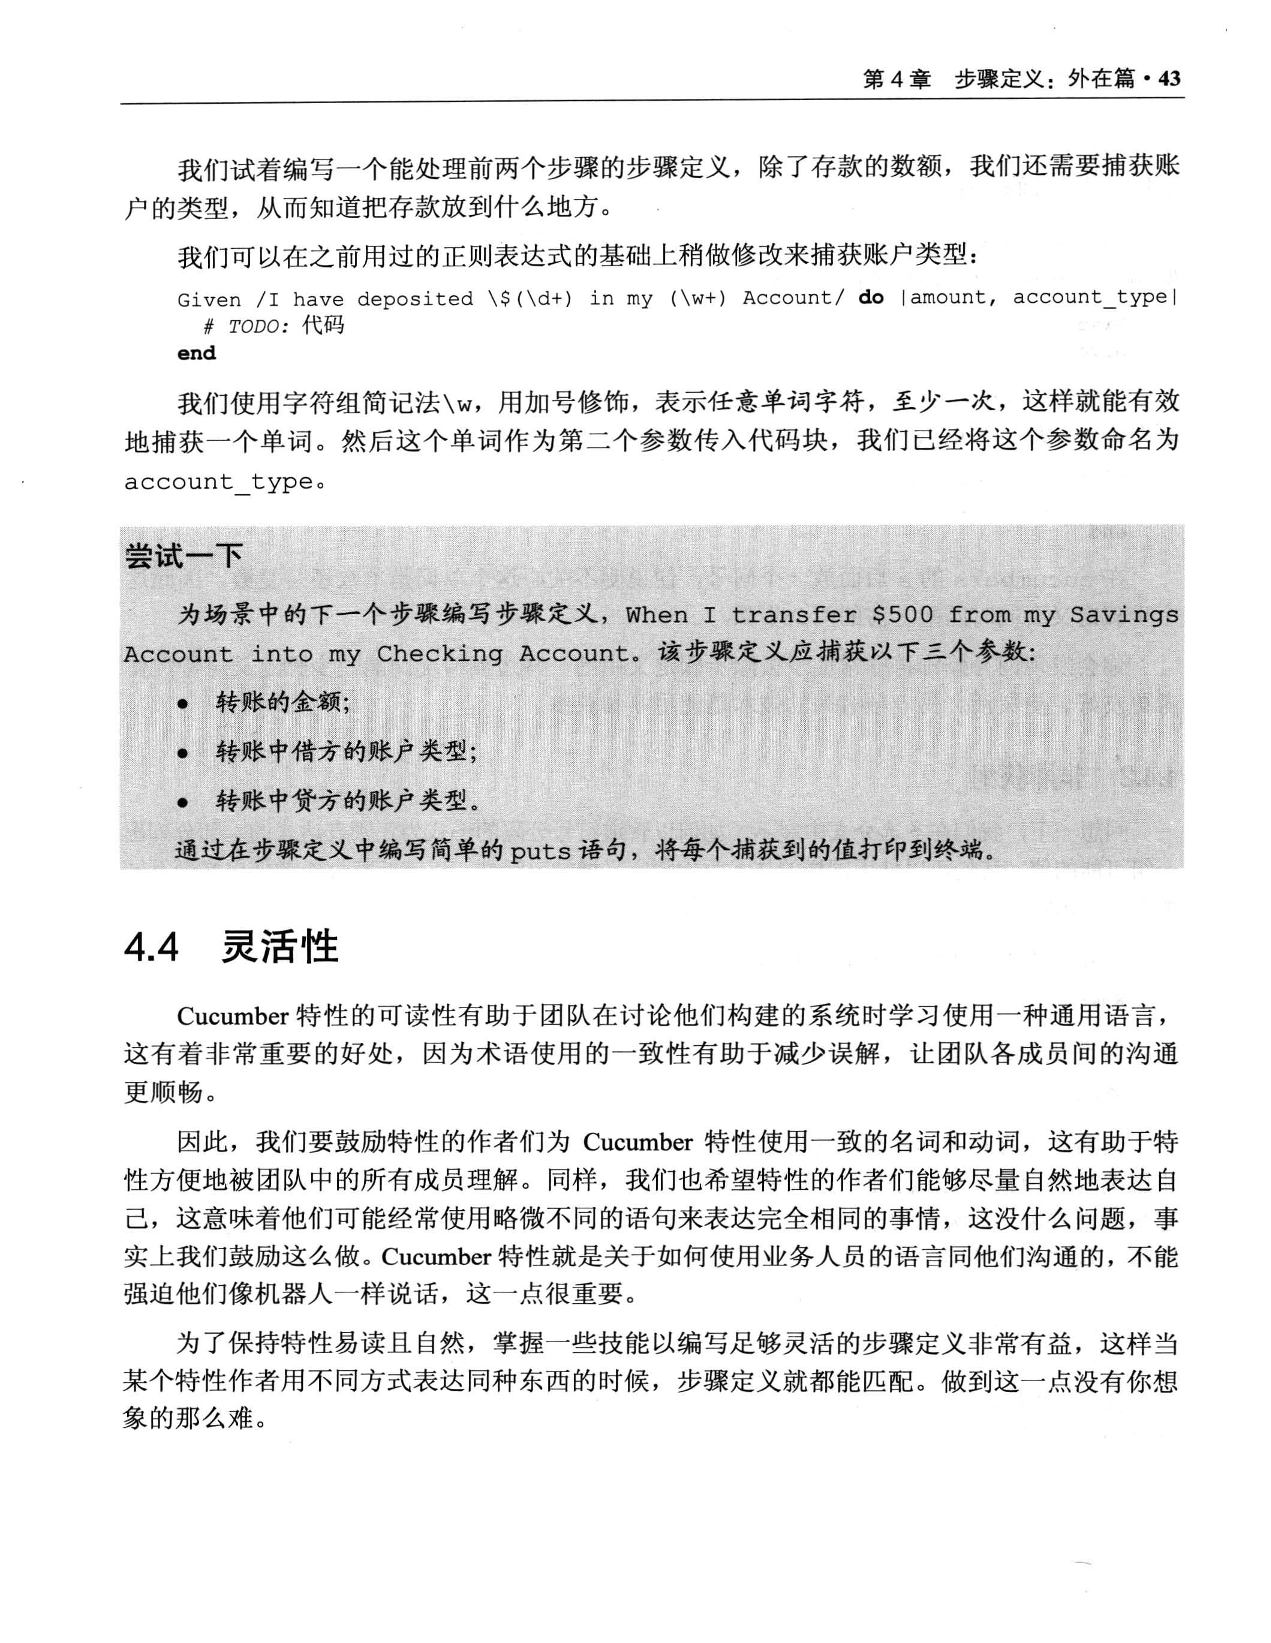 第 4 章　步骤定义：外在篇 · 43
我们试着编写一个能处理前两个步骤的步骤定义，除了存款的数额，我们还需要捕获账
户的类型，从而知道把存款放到什么地方。
我们可以在之前用过的正则表达式的基础上稍做修改来捕获账户类型：
Given /I have deposited \$(\d+) in my (\w+) Account/ do |amount, account_type|
# TODO: 代码
end
我们使用字符组简记法\w，用加号修饰，表示任意单词字符，至少一次，这样就能有效
地捕获一个单词。然后这个单词作为第二个参数传入代码块，我们已经将这个参数命名为
account_type。
尝试一下
为场景中的下一个步骤编写步骤定义，When I transfer $500 from my Savings
Account into my Checking Account。该步骤定义应捕获以下三个参数：
● 转账的金额；
● 转账中借方的账户类型；
● 转账中贷方的账户类型。
通过在步骤定义中编写简单的 puts 语句，将每个捕获到的值打印到终端。
4.4　灵活性
Cucumber 特性的可读性有助于团队在讨论他们构建的系统时学习使用一种通用语言，
这有着非常重要的好处，因为术语使用的一致性有助于减少误解，让团队各成员间的沟通
更顺畅。
因此，我们要鼓励特性的作者们为 Cucumber 特性使用一致的名词和动词，这有助于特
性方便地被团队中的所有成员理解。同样，我们也希望特性的作者们能够尽量自然地表达自
己，这意味着他们可能经常使用略微不同的语句来表达完全相同的事情，这没什么问题，事
实上我们鼓励这么做。Cucumber 特性就是关于如何使用业务人员的语言同他们沟通的，不能
强迫他们像机器人一样说话，这一点很重要。
为了保持特性易读且自然，掌握一些技能以编写足够灵活的步骤定义非常有益，这样当
某个特性作者用不同方式表达同种东西的时候，步骤定义就都能匹配。做到这一点没有你想
象的那么难。